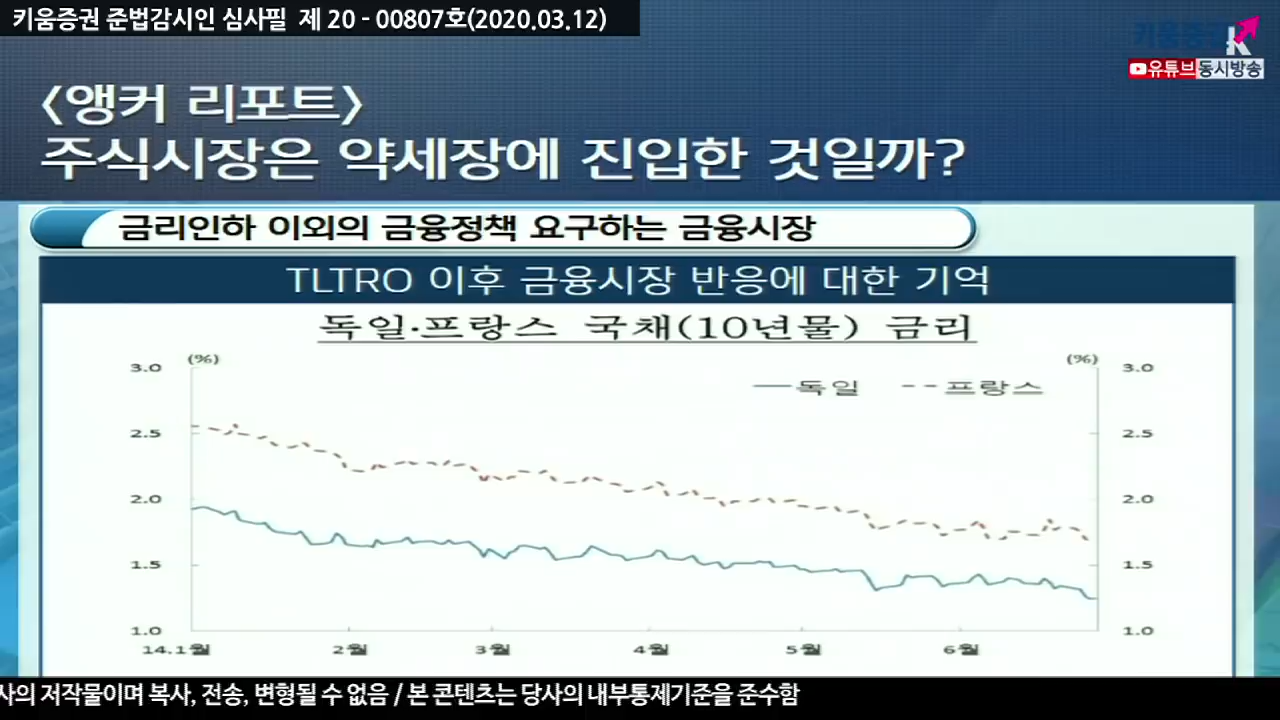 키움증권 준법감시인 심사필 제 20 - 00807호(2020.03.12)
키움증권
유튜브 동시방송
<앵커 리포트>
주식시장은 약세장에 진입한 것일까?
금리인하 이외의 금융정책 요구하는 금융시장
TLTRO 이후 금융시장 반응에 대한 기억
독일·프랑스 국채(10년물) 금리
(%) (%)
독일 프랑스
3.0 3.0
2.5 2.5
2.0 2.0
1.5 1.5
1.0 1.0
14.1월 2월 3월 4월 5월 6월
사의 저작물이며 복사, 전송, 변형될 수 없음 / 본 콘텐츠는 당사의 내부통제기준을 준수함